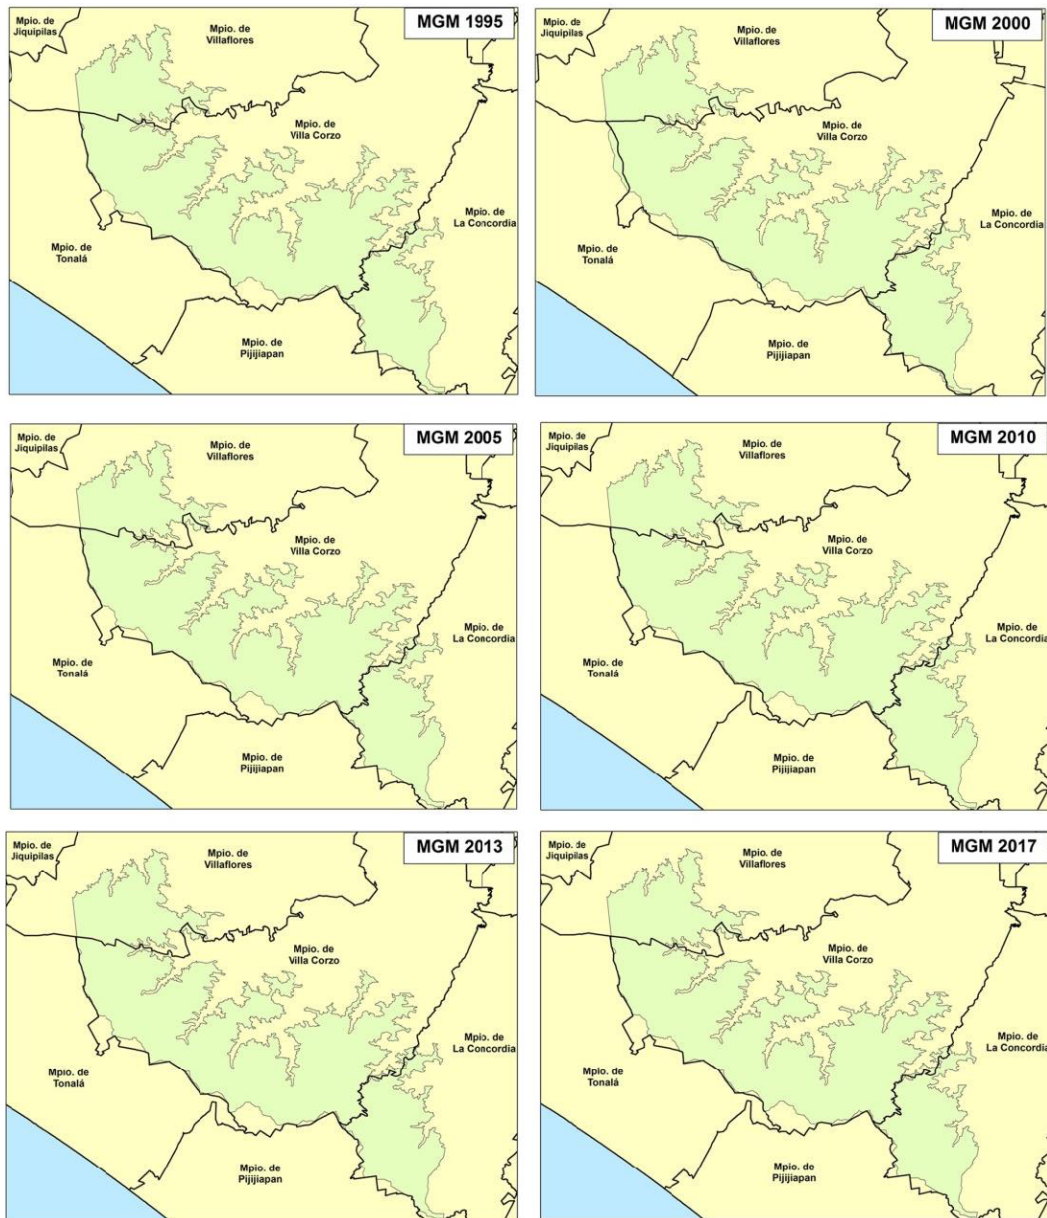 Mpio. de
Jiquipilas
Mpio. de
Villaflores
MGM 1995
Mpio. de
Villa Corzo
Mpio. de
La Concordia
Mpio. de
Tonalá
Mpio. de
Pijijiapan
Mpio. de
Jiquipilas
Mpio. de
Villaflores
MGM 2000
Mpio. de
Villa Corzo
Mpio. de
La Concordia
Mpio. de
Tonalá
Mpio. de
Pijijiapan
Mpio. de
Jiquipilas
Mpio. de
Villaflores
MGM 2005
Mpio. de
Villa Corzo
Mpio. de
La Concordia
Mpio. de
Tonalá
Mpio. de
Pijijiapan
Mpio. de
Jiquipilas
Mpio. de
Villaflores
MGM 2010
Mpio. de
Villa Corzo
Mpio. de
La Concordia
Mpio. de
Tonalá
Mpio. de
Pijijiapan
Mpio. de
Jiquipilas
Mpio. de
Villaflores
MGM 2013
Mpio. de
Villa Corzo
Mpio. de
La Concordia
Mpio. de
Tonalá
Mpio. de
Pijijiapan
Mpio. de
Jiquipilas
Mpio. de
Villaflores
MGM 2017
Mpio. de
Villa Corzo
Mpio. de
La Concordia
Mpio. de
Tonalá
Mpio. de
Pijijiapan